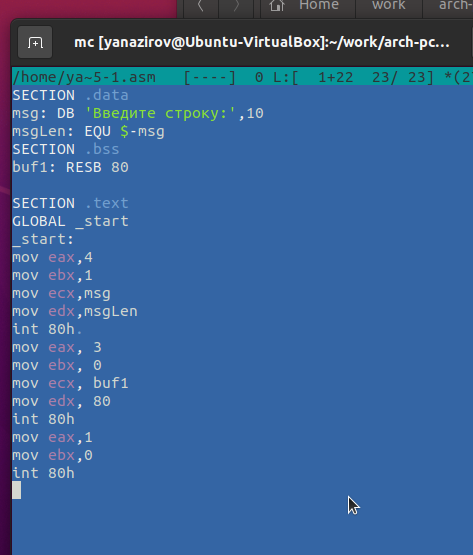 Home work arch-
mc [yanazirov@Ubuntu-VirtualBox]:~/work/arch-pc...
/home/ya~5-1.asm [----] 0 L:[ 1+22 23/ 23] *(2
SECTION .data
msg: DB 'Введите строку:',10
msgLen: EQU $-msg
SECTION .bss
buf1: RESB 80
SECTION .text
GLOBAL _start
_start:
mov eax,4
mov ebx,1
mov ecx,msg
mov edx,msgLen
int 80h.
mov eax, 3
mov ebx, 0
mov ecx, buf1
mov edx, 80
int 80h
mov eax,1
mov ebx,0
int 80h